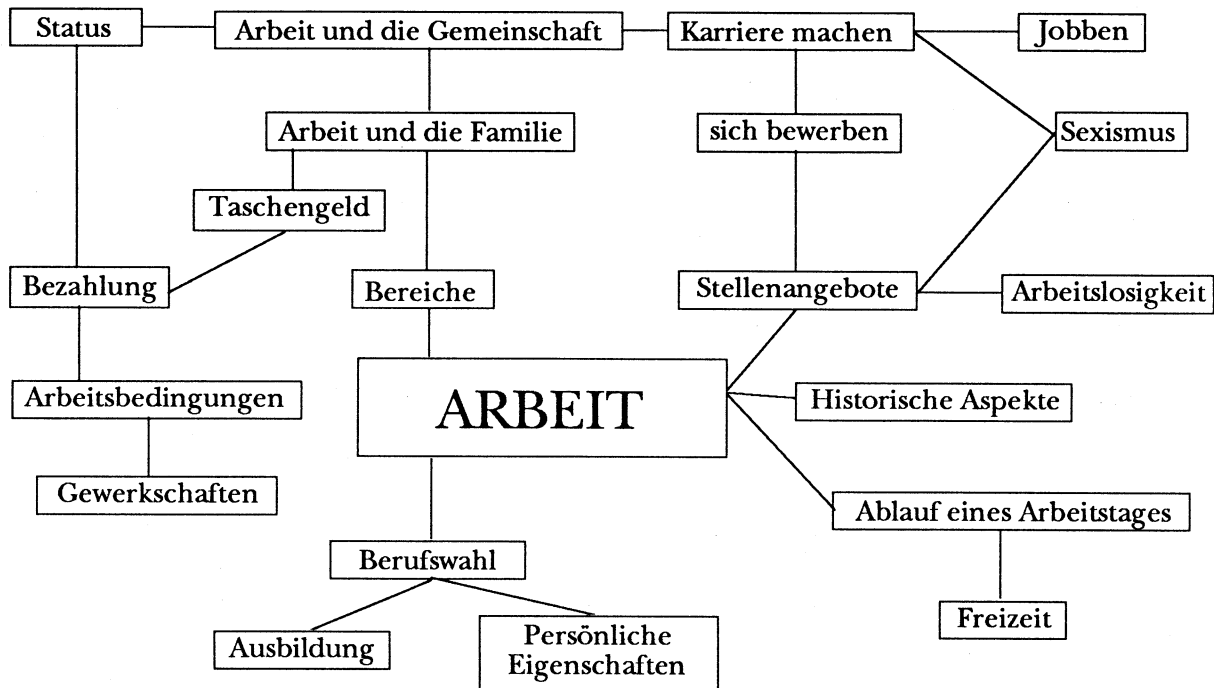 Status
Arbeit und die Gemeinschaft
Karriere machen
Jobben
Arbeit und die Familie
sich bewerben
Sexismus
Taschengeld
Bezahlung
Bereiche
Stellenangebote
Arbeitslosigkeit
Arbeitsbedingungen
ARBEIT
Historische Aspekte
Gewerkschaften
Ablauf eines Arbeitstages
Berufswahl
Freizeit
Ausbildung
Persönliche
Eigenschaften